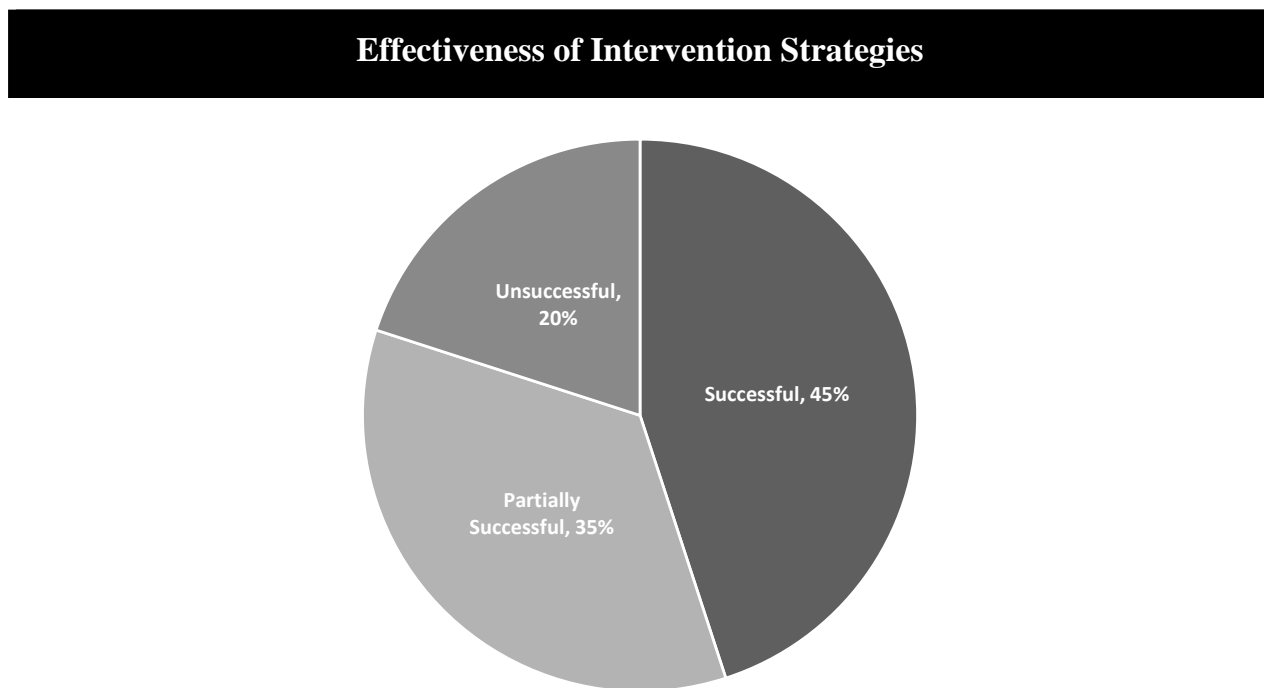 Effectiveness of Intervention Strategies
Unsuccessful,
20%
Successful, 45%
Partially
Successful, 35%